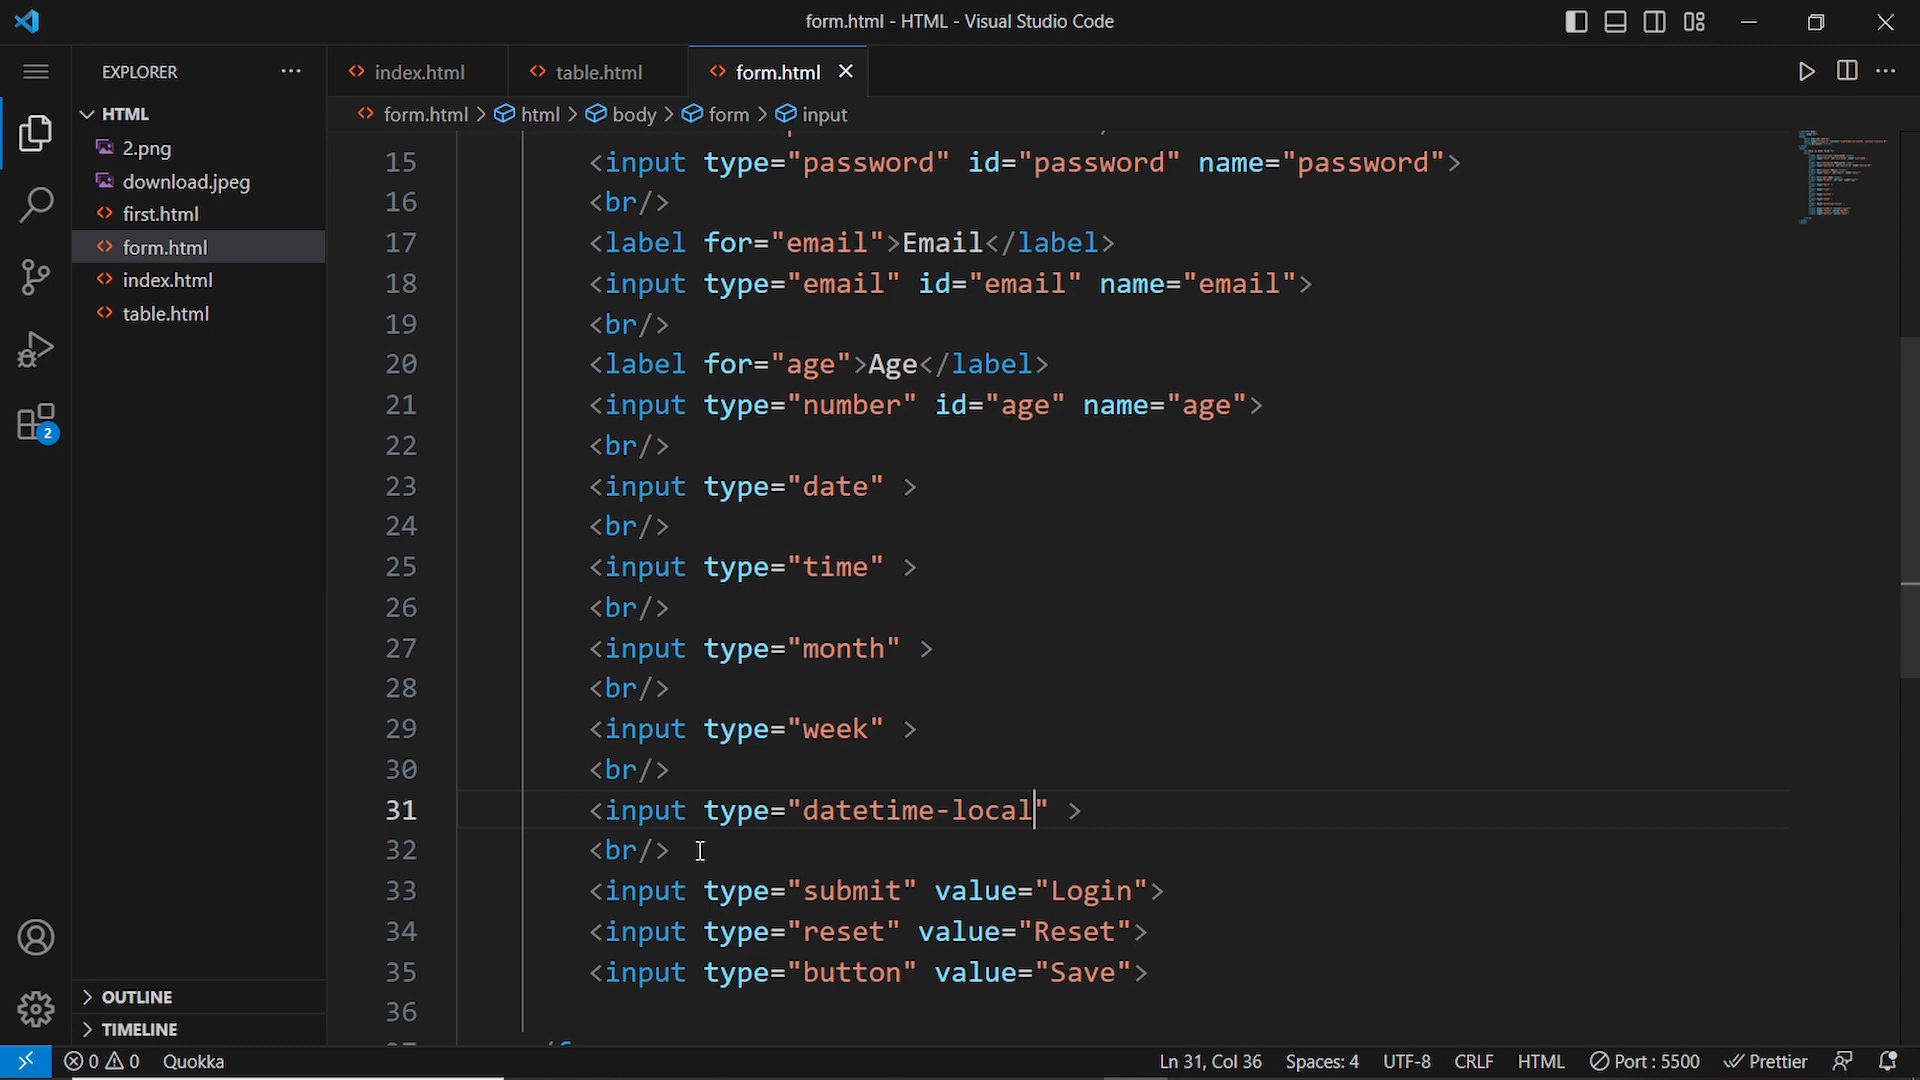 form.html - HTML - Visual Studio Code
EXPLORER
index.html
table.html
form.html
HTML
form.html > html > body > form > input
2.png
download.jpeg
first.html
form.html
index.html
table.html
2
15 <input type="password" id="password" name="password">
16 <br/>
17 <label for="email">Email</label>
18 <input type="email" id="email" name="email">
19 <br/>
20 <label for="age">Age</label>
21 <input type="number" id="age" name="age">
22 <br/>
23 <input type="date" >
24 <br/>
25 <input type="time" >
26 <br/>
27 <input type="month" >
28 <br/>
29 <input type="week" >
30 <br/>
31 <input type="datetime-local" >
32 <br/>
33 <input type="submit" value="Login">
34 <input type="reset" value="Reset">
35 <input type="button" value="Save">
36
OUTLINE
TIMELINE
0 0 Quokka Ln 31, Col 36 Spaces: 4 UTF-8 CRLF HTML Port : 5500 Prettier